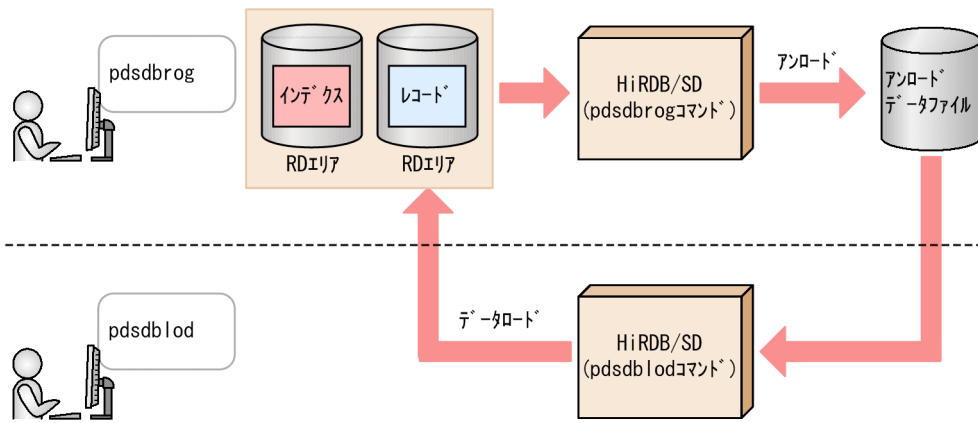 pdsdbrog
インデクス
レコード
RDエリア
RDエリア
HiRDB/SD
(pdsdbrogコマンド)
アンロード
アンロード
データファイル
pdsdblod
データロード
HiRDB/SD
(pdsdblodコマンド)